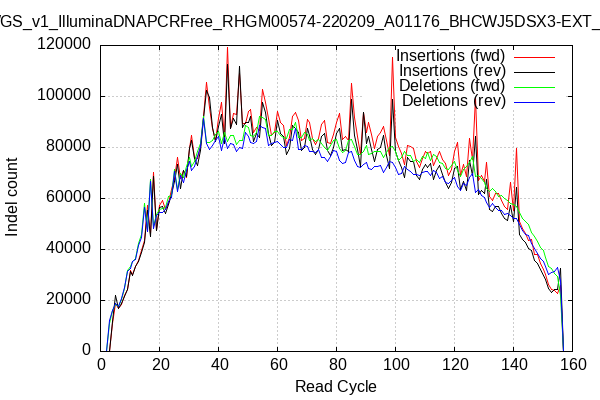 /GS_v1_IlluminaDNAPCRFree_RHGM00574-220209_A01176_BHCWJ5DSX3-EXT_
Insertions (fwd)
Insertions (rev)
Deletions (fwd)
Deletions (rev)
Indel count
120000
100000
80000
60000
40000
20000
0
0 20 40 60 80 100 120 140 160
Read Cycle